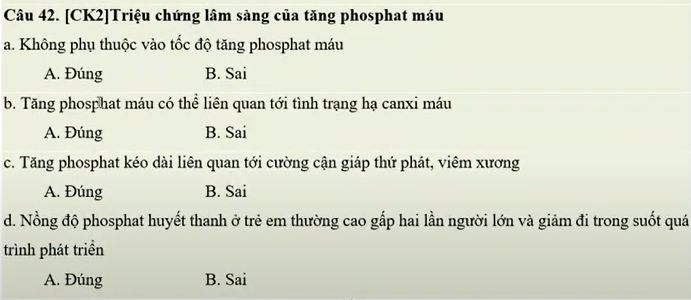 Câu 42. [CK2]Triệu chứng lâm sàng của tăng phosphat máu
a. Không phụ thuộc vào tốc độ tăng phosphat máu
A. Đúng B. Sai
b. Tăng phosphat máu có thể liên quan tới tình trạng hạ canxi máu
A. Đúng B. Sai
c. Tăng phosphat kéo dài liên quan tới cường cận giáp thứ phát, viêm xương
A. Đúng B. Sai
d. Nồng độ phosphat huyết thanh ở trẻ em thường cao gấp hai lần người lớn và giảm đi trong suốt quá
trình phát triển
A. Đúng B. Sai